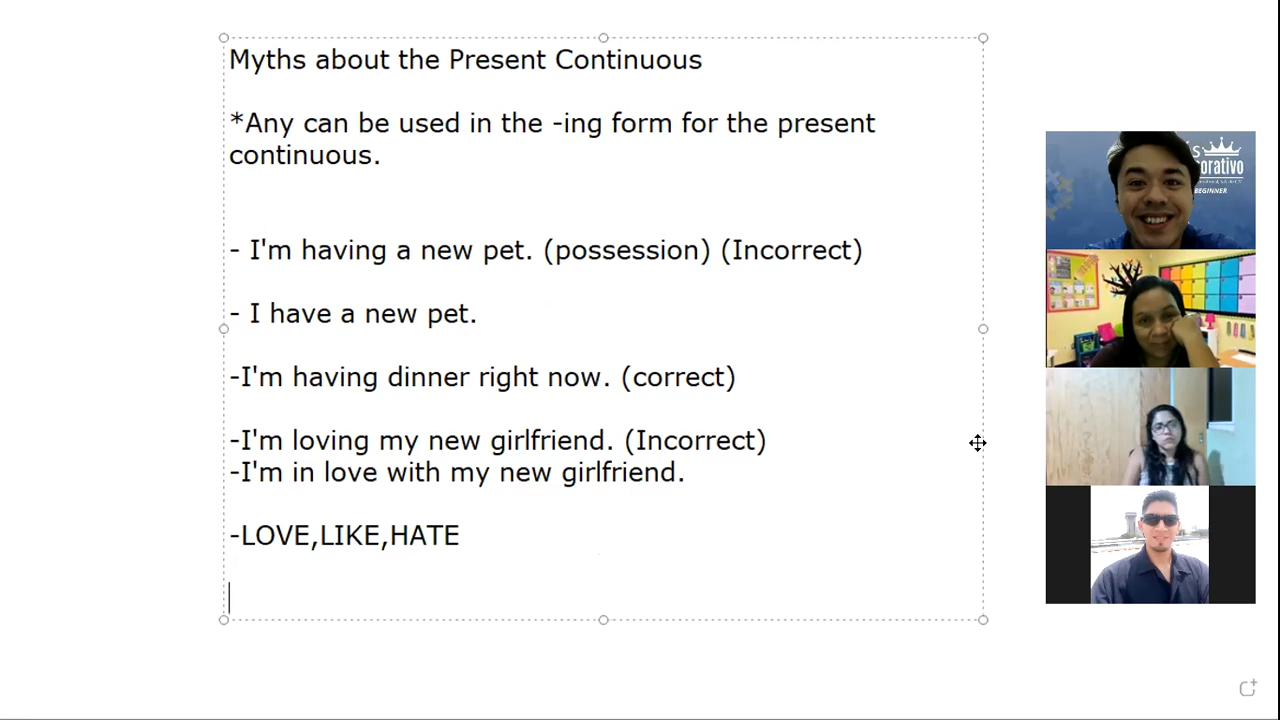 Myths about the Present Continuous
*Any can be used in the -ing form for the present
continuous.
- I'm having a new pet. (possession) (Incorrect)
- I have a new pet.
-I'm having dinner right now. (correct)
-I'm loving my new girlfriend. (Incorrect)
-I'm in love with my new girlfriend.
-LOVE,LIKE,HATE
BEGINNER